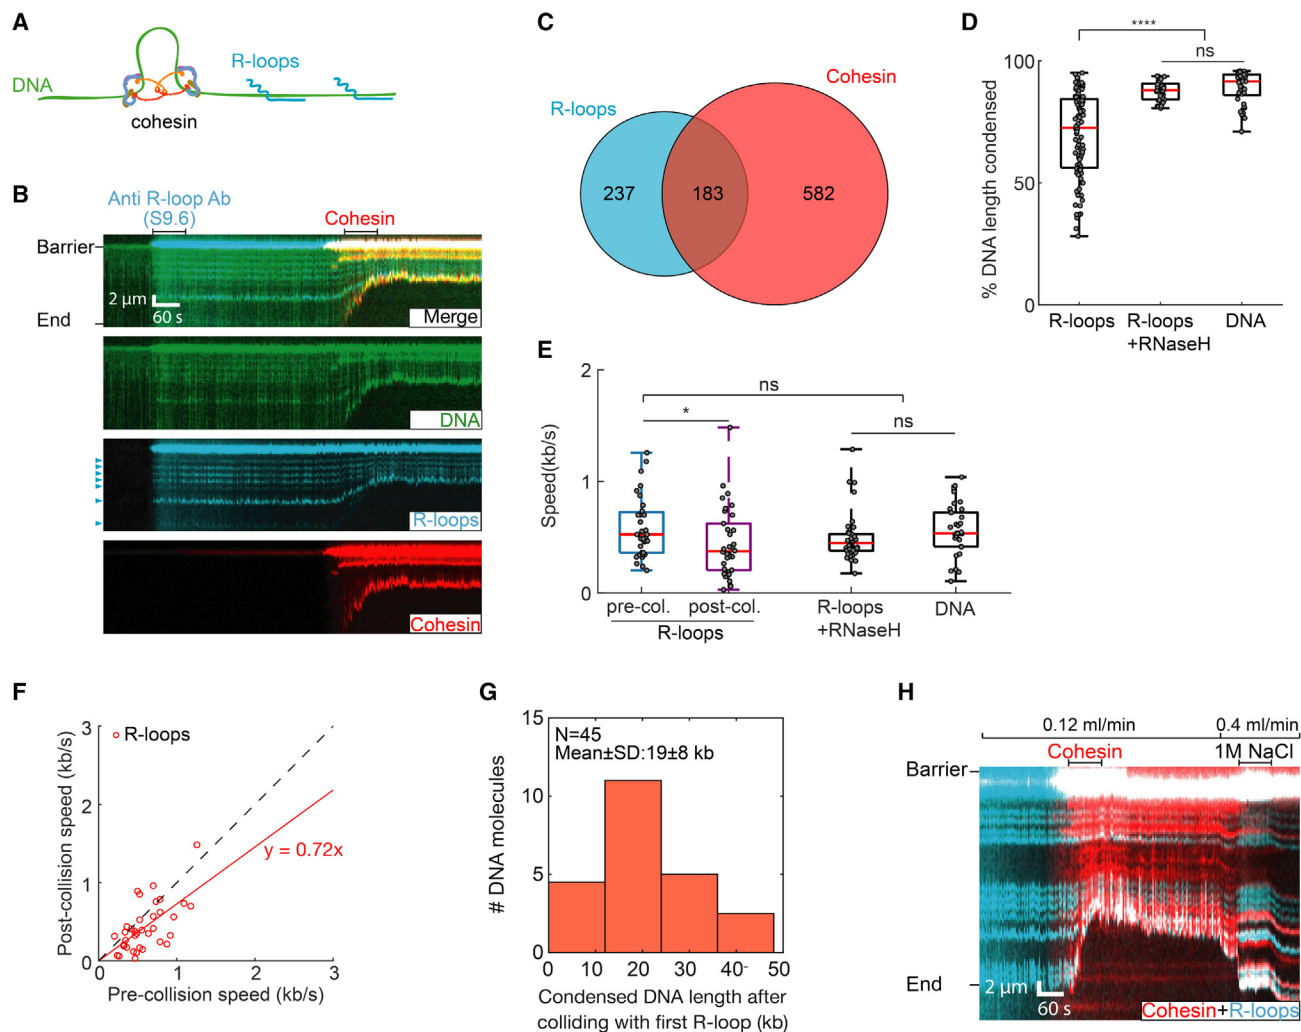 A
DNA
R-loops
cohesin
B
Anti R-loop Ab
(S9.6)
Cohesin
Barrier
2 µm
60 s
End
Merge
DNA
R-loops
Cohesin
C
R-loops
Cohesin
237
183
582
D
****
ns
% DNA length condensed
100
50
0
R-loops
R-loops
+RNaseH
DNA
E
Speed(kb/s)
2
1
0
ns
*
ns
pre-col.
post-col.
R-loops
R-loops
+RNaseH
DNA
F
Post-collision speed (kb/s)
3
2
1
0
R-loops
y = 0.72x
0
1
2
3
Pre-collision speed (kb/s)
G
# DNA molecules
15
10
5
0
N=45
Mean±SD:19±8 kb
0
10
20
30
40-
50
Condensed DNA length after
colliding with first R-loop (kb)
H
0.12 ml/min
0.4 ml/min
Cohesin
1M NaCl
Barrier
End
2 µm
60 s
Cohesin+R-loops